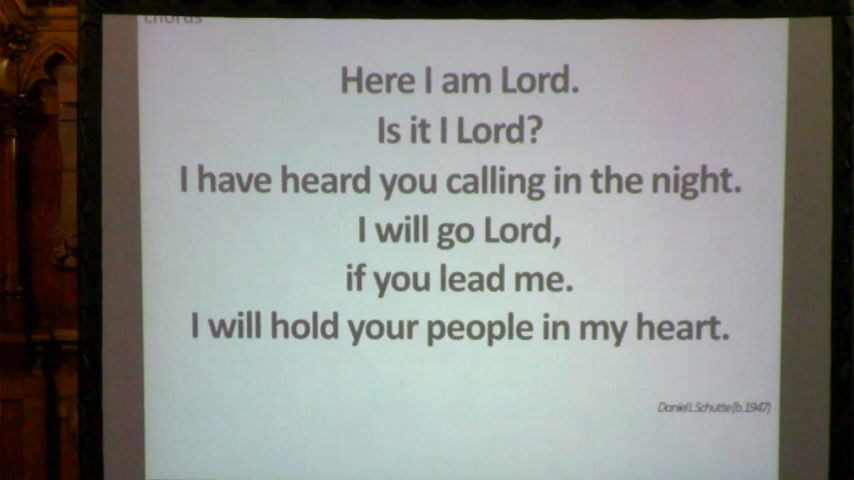 chorus
Here I am Lord.
Is it I Lord?
I have heard you calling in the night.
I will go Lord,
if you lead me.
I will hold your people in my heart.
Daniel L Schutte (b.1947)